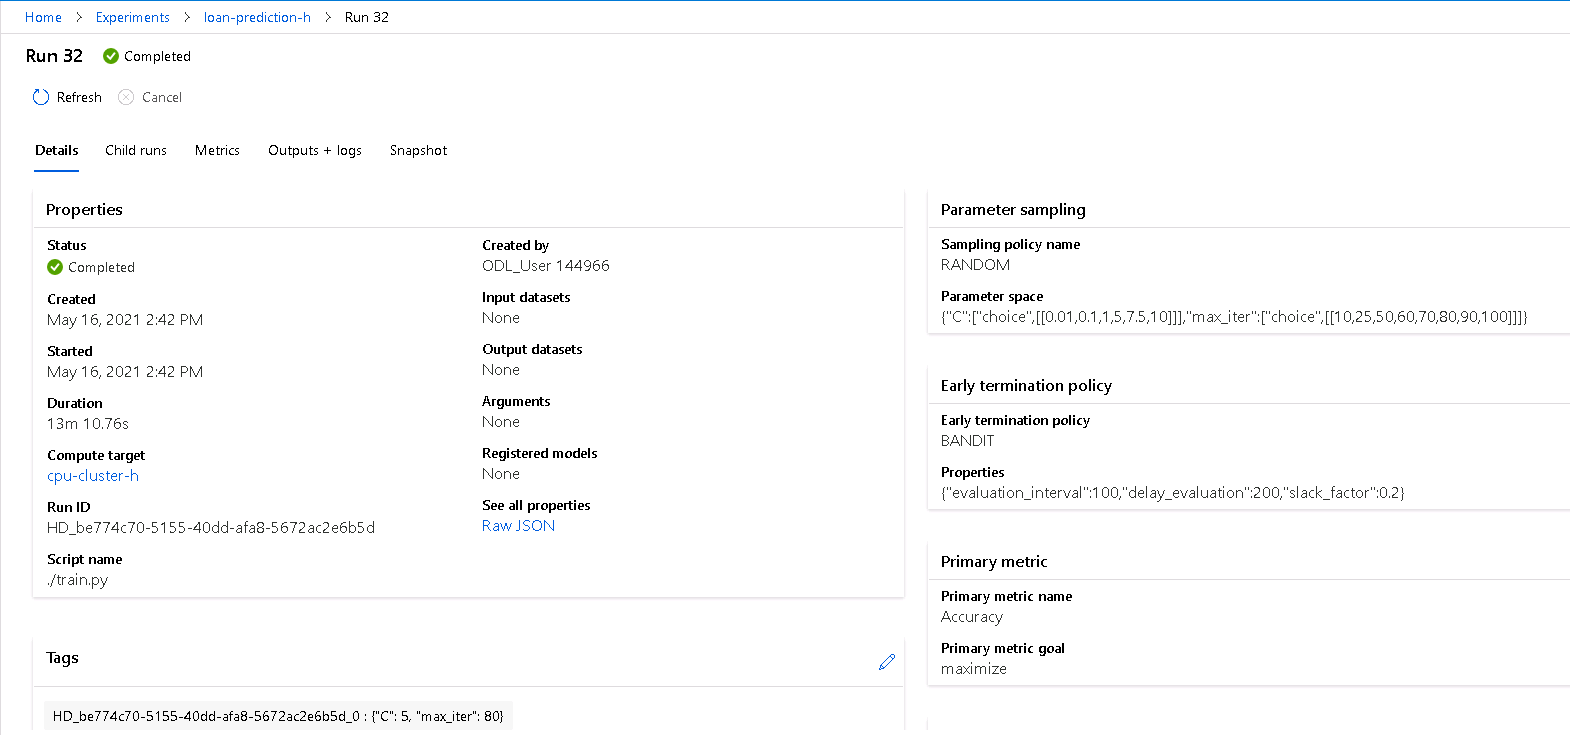 Home > Experiments > loan-prediction-h > Run 32
Run 32 Completed
Refresh Cancel
Details Child runs Metrics Outputs + logs Snapshot
Properties
Status
Completed
Created
May 16, 2021 2:42 PM
Started
May 16, 2021 2:42 PM
Duration
13m 10.76s
Compute target
cpu-cluster-h
Run ID
HD_be774c70-5155-40dd-afa8-5672ac2e6b5d
Script name
./train.py
Created by
ODL_User 144966
Input datasets
None
Output datasets
None
Arguments
None
Registered models
None
See all properties
Raw JSON
Tags
HD_be774c70-5155-40dd-afa8-5672ac2e6b5d_0 : {"C": 5, "max_iter": 80}
Parameter sampling
Sampling policy name
RANDOM
Parameter space
{"C":["choice",[[0.01,0.1,1,5,7.5,10]]],"max_iter":["choice",[[10,25,50,60,70,80,90,100]]]}
Early termination policy
Early termination policy
BANDIT
Properties
{"evaluation_interval":100,"delay_evaluation":200,"slack_factor":0.2}
Primary metric
Primary metric name
Accuracy
Primary metric goal
maximize